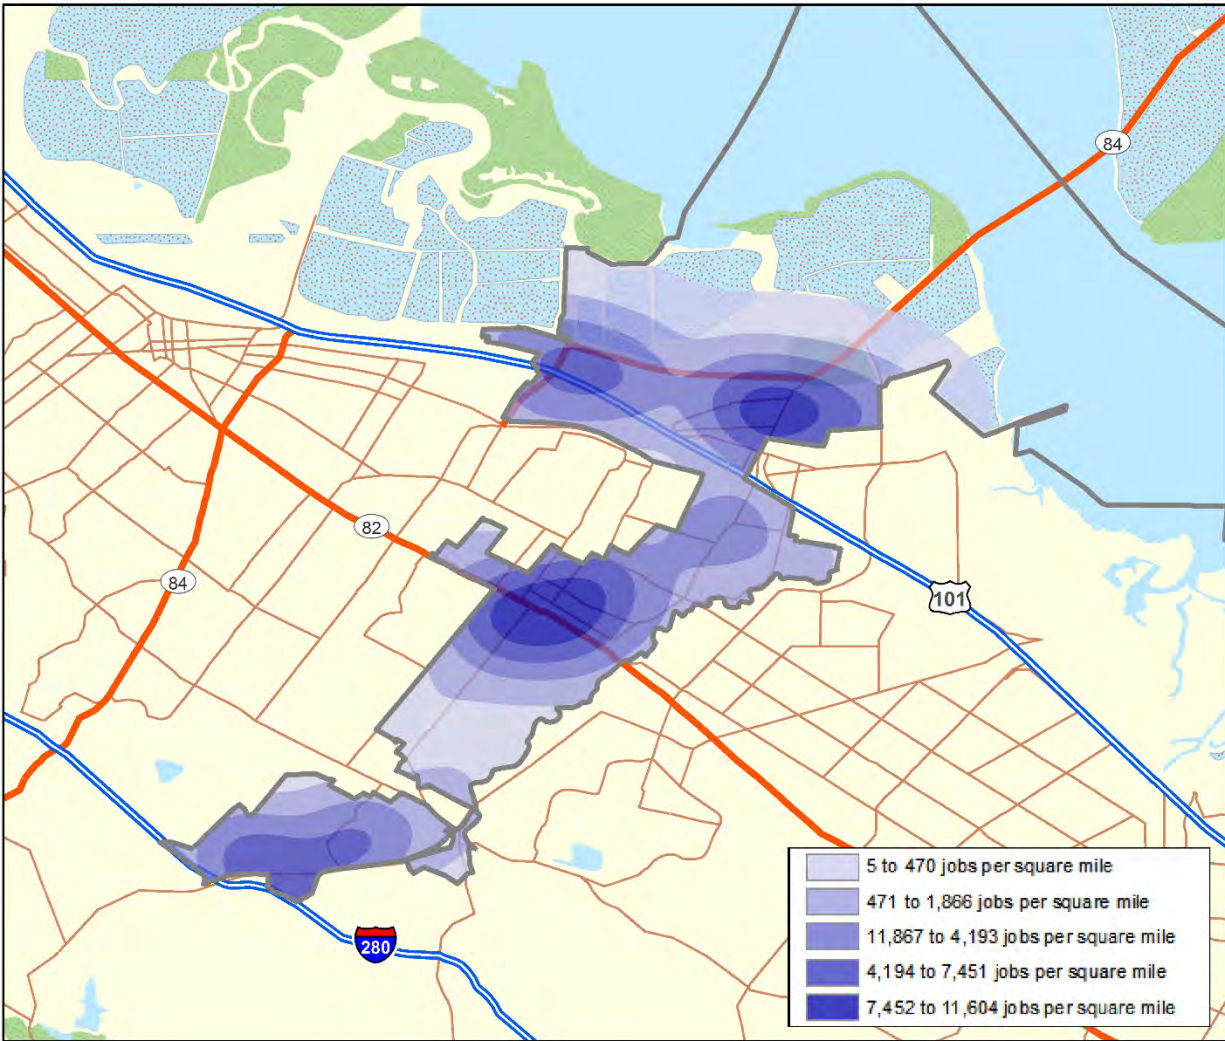 84
82
84
101
280
5 to 470 jobs per square mile
471 to 1,866 jobs per square mile
11,867 to 4,193 jobs per square mile
4,194 to 7,451 jobs per square mile
7,452 to 11,604 jobs per square mile